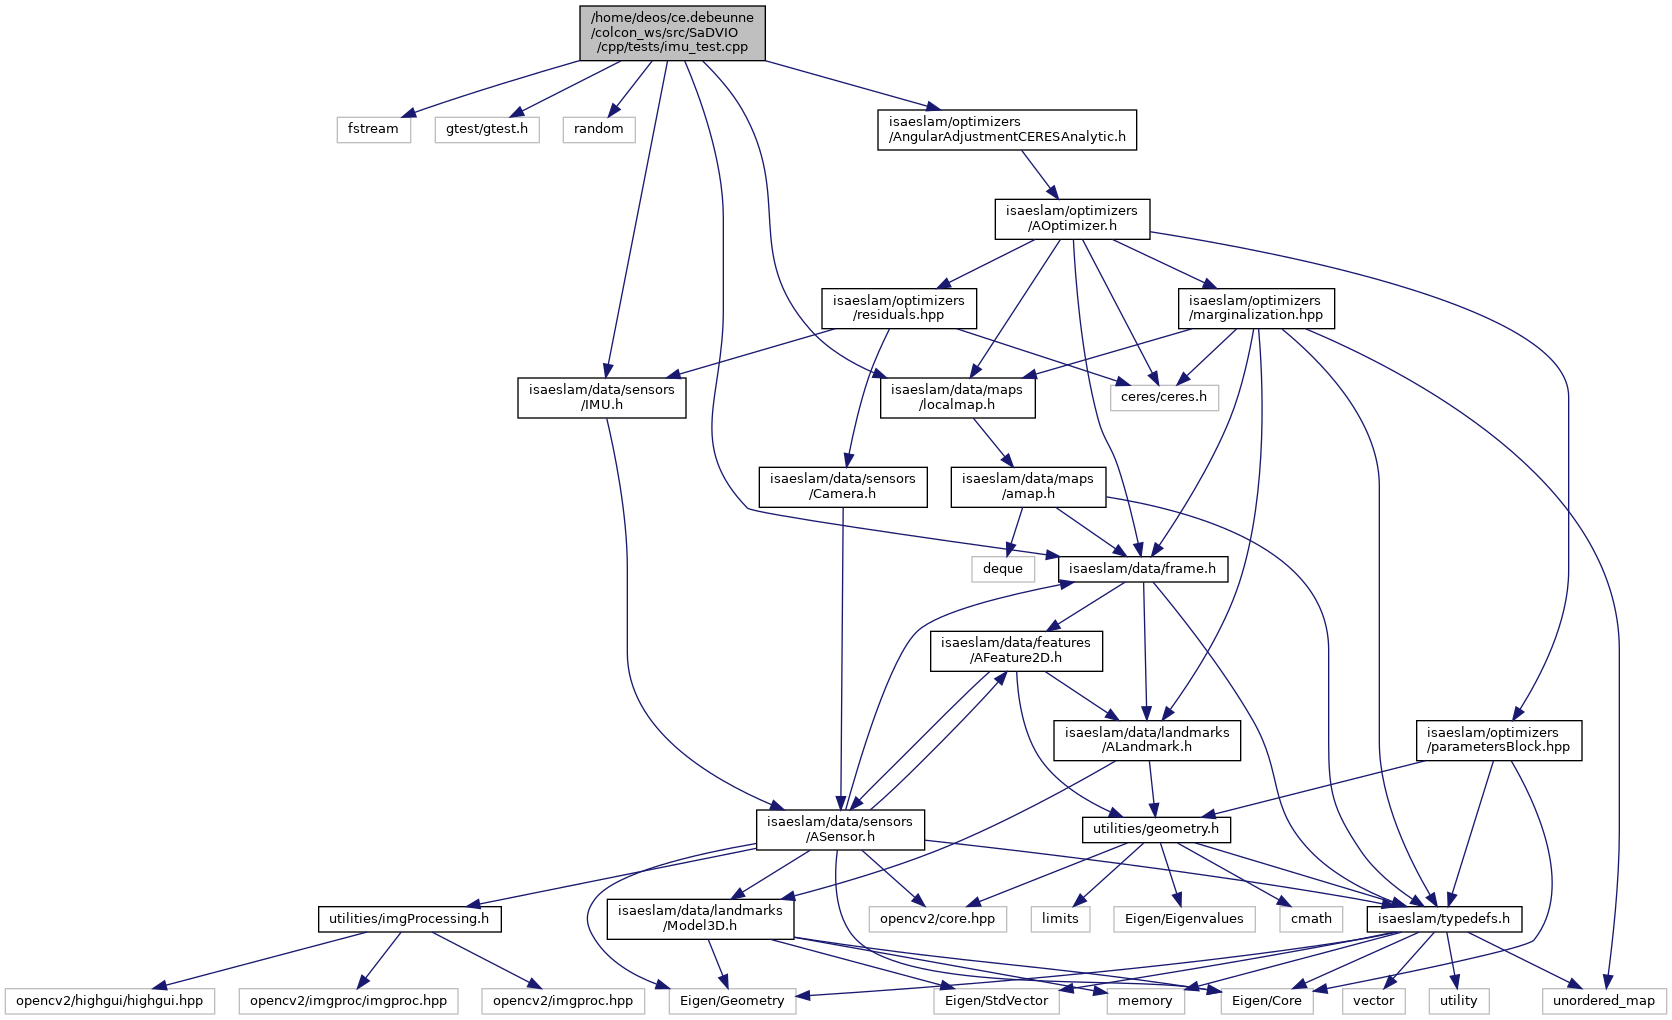 /home/deos/ce.debeunne
/colcon_ws/src/SaDVIO
/cpp/tests/imu_test.cpp
fstream
gtest/gtest.h
random
isaeslam/optimizers
/AngularAdjustmentCERESAnalytic.h
isaeslam/optimizers
/AOptimizer.h
isaeslam/optimizers
/residuals.hpp
isaeslam/optimizers
/marginalization.hpp
isaeslam/data/sensors
/IMU.h
isaeslam/data/maps
/localmap.h
ceres/ceres.h
isaeslam/data/sensors
/Camera.h
isaeslam/data/maps
/amap.h
deque
isaeslam/data/frame.h
isaeslam/data/features
/AFeature2D.h
isaeslam/data/landmarks
/ALandmark.h
isaeslam/optimizers
/parametersBlock.hpp
isaeslam/data/sensors
/ASensor.h
utilities/geometry.h
utilities/imgProcessing.h
isaeslam/data/landmarks
/Model3D.h
opencv2/core.hpp
limits
Eigen/Eigenvalues
cmath
isaeslam/typedefs.h
opencv2/highgui/highgui.hpp
opencv2/imgproc/imgproc.hpp
opencv2/imgproc.hpp
Eigen/Geometry
Eigen/StdVector
memory
Eigen/Core
vector
utility
unordered_map